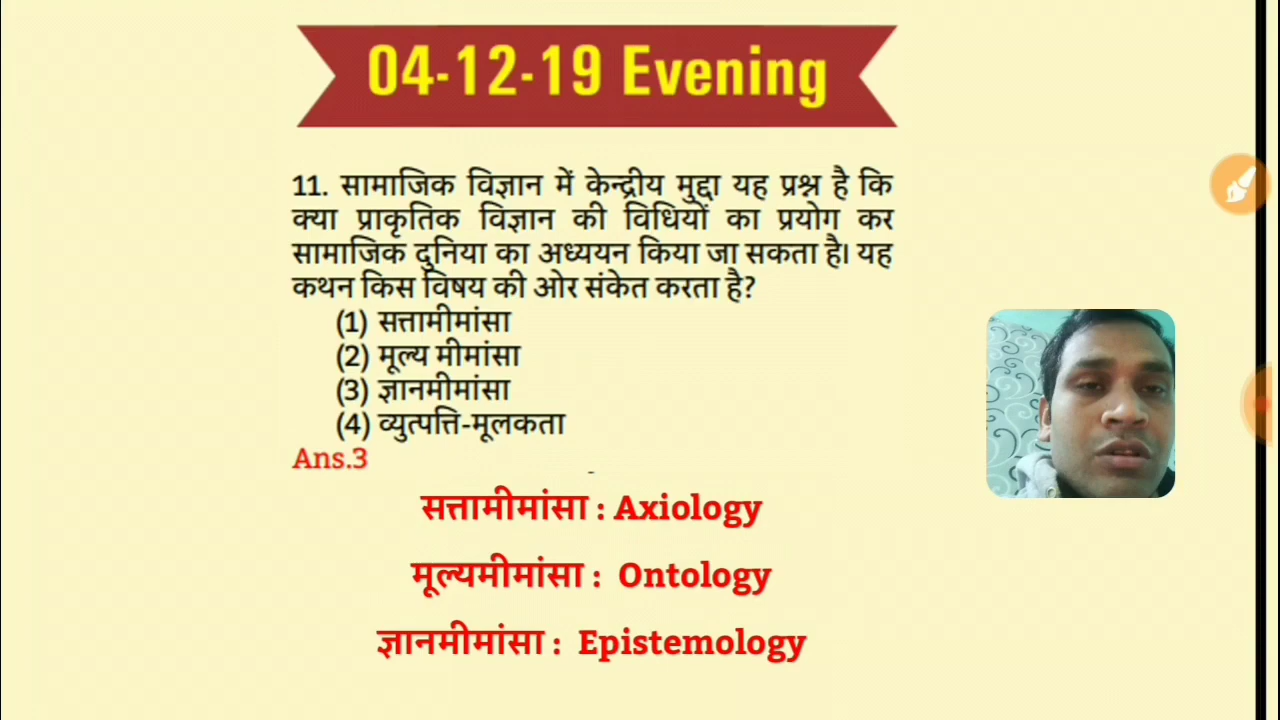 04-12-19 Evening
11. सामाजिक विज्ञान में केन्द्रीय मुद्दा यह प्रश्न है कि
क्या प्राकृतिक विज्ञान की विधियों का प्रयोग कर
सामाजिक दुनिया का अध्ययन किया जा सकता है। यह
कथन किस विषय की ओर संकेत करता है?
(1) सत्तामीमांसा
(2) मूल्य मीमांसा
(3) ज्ञानमीमांसा
(4) व्युत्पत्ति-मूलकता
Ans.3
सत्तामीमांसा : Axiology
मूल्यमीमांसा : Ontology
ज्ञानमीमांसा : Epistemology